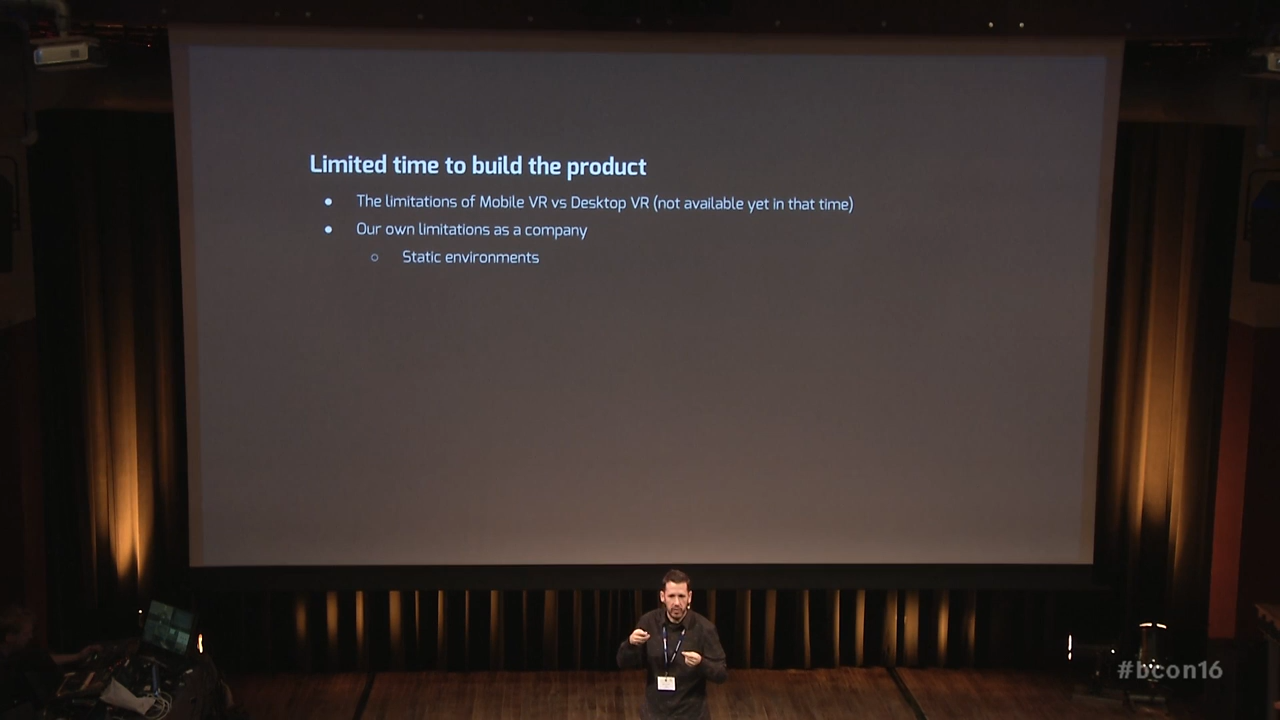 Limited time to build the product
● The limitations of Mobile VR vs Desktop VR (not available yet in that time)
● Our own limitations as a company
○ Static environments
#bcon16